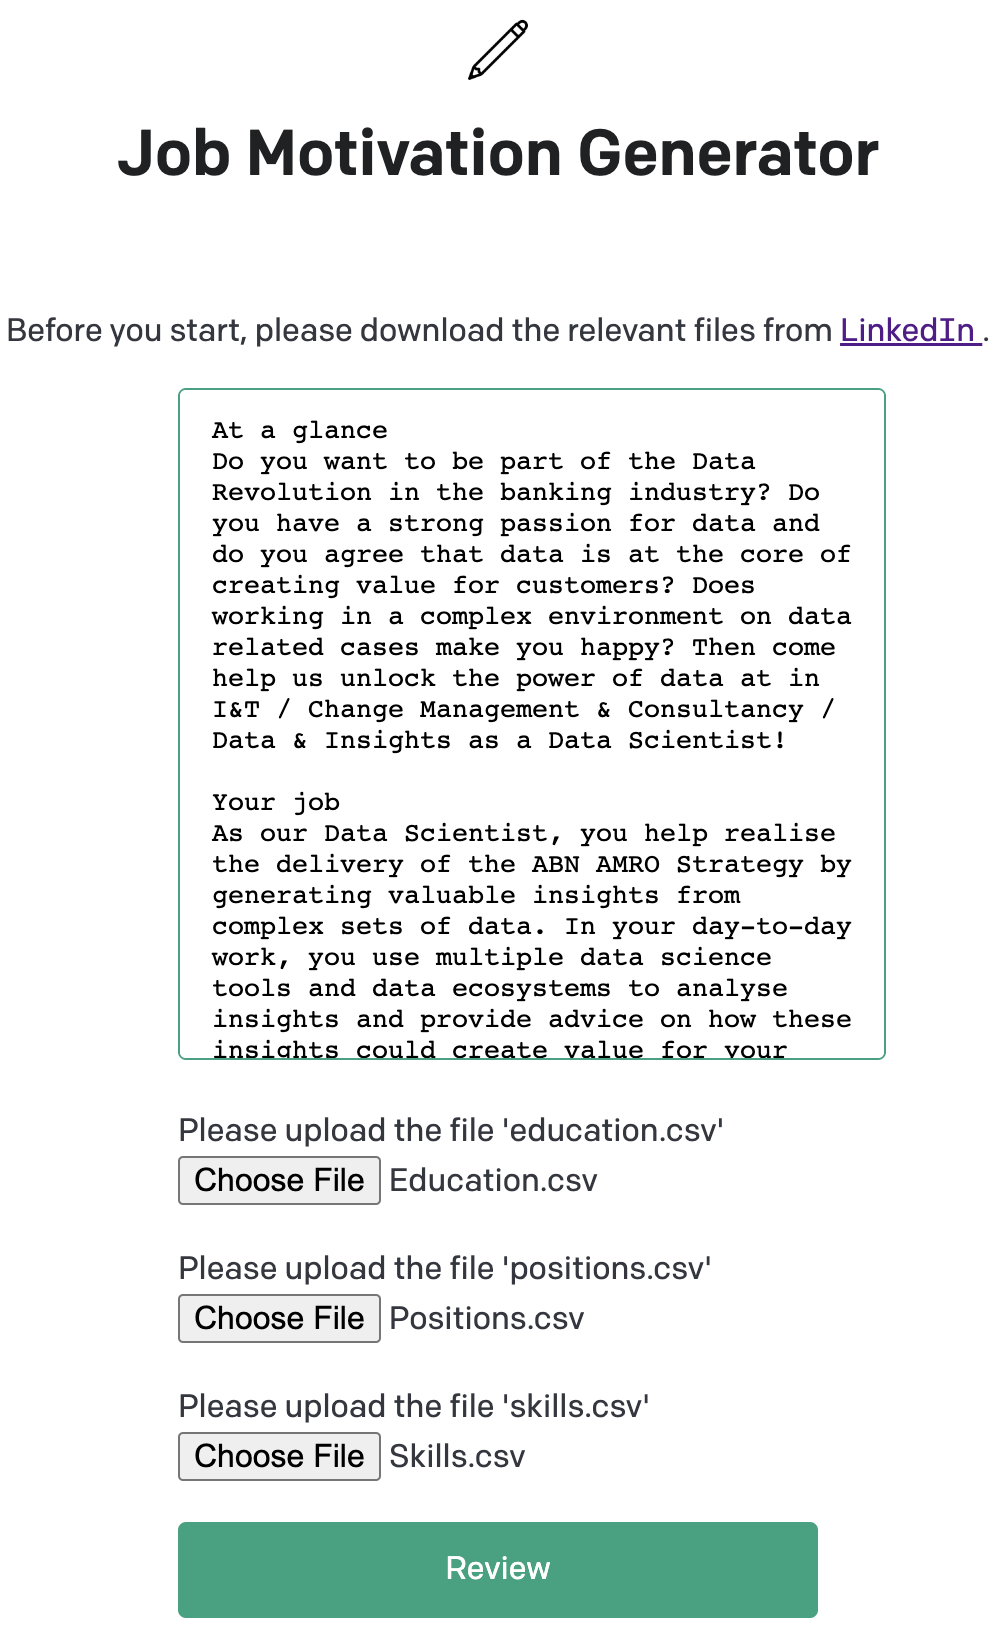 Job Motivation Generator
Before you start, please download the relevant files from LinkedIn .
At a glance
Do you want to be part of the Data
Revolution in the banking industry? Do
you have a strong passion for data and
do you agree that data is at the core of
creating value for customers? Does
working in a complex environment on data
related cases make you happy? Then come
help us unlock the power of data at in
I&T / Change Management & Consultancy /
Data & Insights as a Data Scientist!
Your job
As our Data Scientist, you help realise
the delivery of the ABN AMRO Strategy by
generating valuable insights from
complex sets of data. In your day-to-day
work, you use multiple data science
tools and data ecosystems to analyse
insights and provide advice on how these
insights could create value for your
Please upload the file 'education.csv'
Choose File Education.csv
Please upload the file 'positions.csv'
Choose File Positions.csv
Please upload the file 'skills.csv'
Choose File Skills.csv
Review